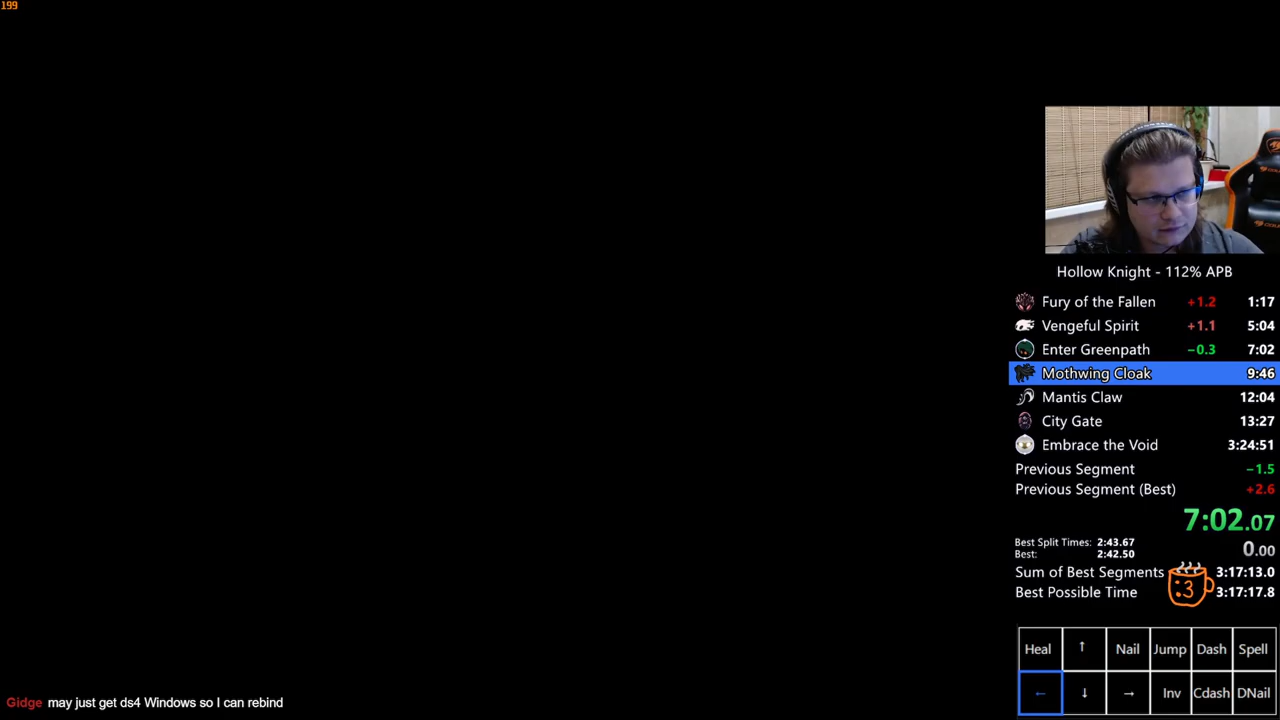 199
Hollow Knight - 112% APB
Fury of the Fallen +1.2 1:17
Vengeful Spirit +1.1 5:04
Enter Greenpath −0.3 7:02
Mothwing Cloak 9:46
Mantis Claw 12:04
City Gate 13:27
Embrace the Void 3:24:51
Previous Segment −1.5
Previous Segment (Best) +2.6
7:02.07
Best Split Times: 2:43.67
Best: 2:42.50
0.00
Sum of Best Segments 3:17:13.0
Best Possible Time 3:17:17.8
Heal ↑ Nail Jump Dash Spell
← ↓ → Inv Cdash DNail
Gidge may just get ds4 Windows so I can rebind